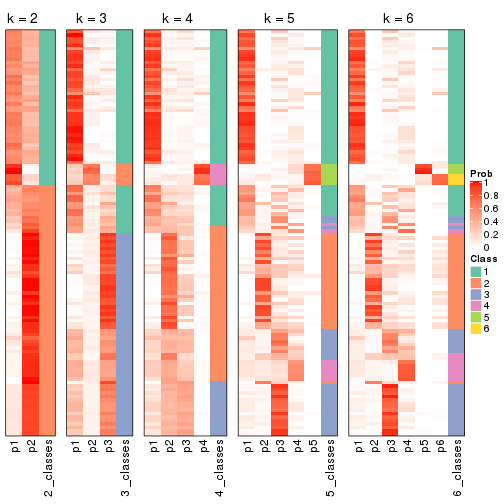 k = 2
k = 3
k = 4
k = 5
k = 6
Prob
1
0.8
0.6
0.4
0.2
0
Class
1
2
3
4
5
6
p1
p2
2_classes
p1
p2
p3
3_classes
p1
p2
p3
p4
4_classes
p1
p2
p3
p4
p5
5_classes
p1
p2
p3
p4
p5
p6
6_classes